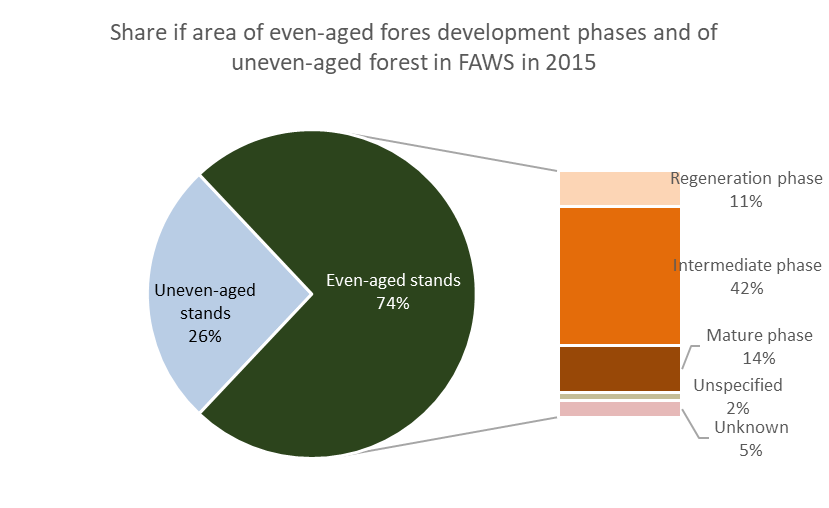 Share if area of even-aged fores development phases and of
uneven-aged forest in FAWS in 2015
Uneven-aged
stands
26%
Even-aged stands
74%
Regeneration phase
11%
Intermediate phase
42%
Mature phase
14%
Unspecified
2%
Unknown
5%